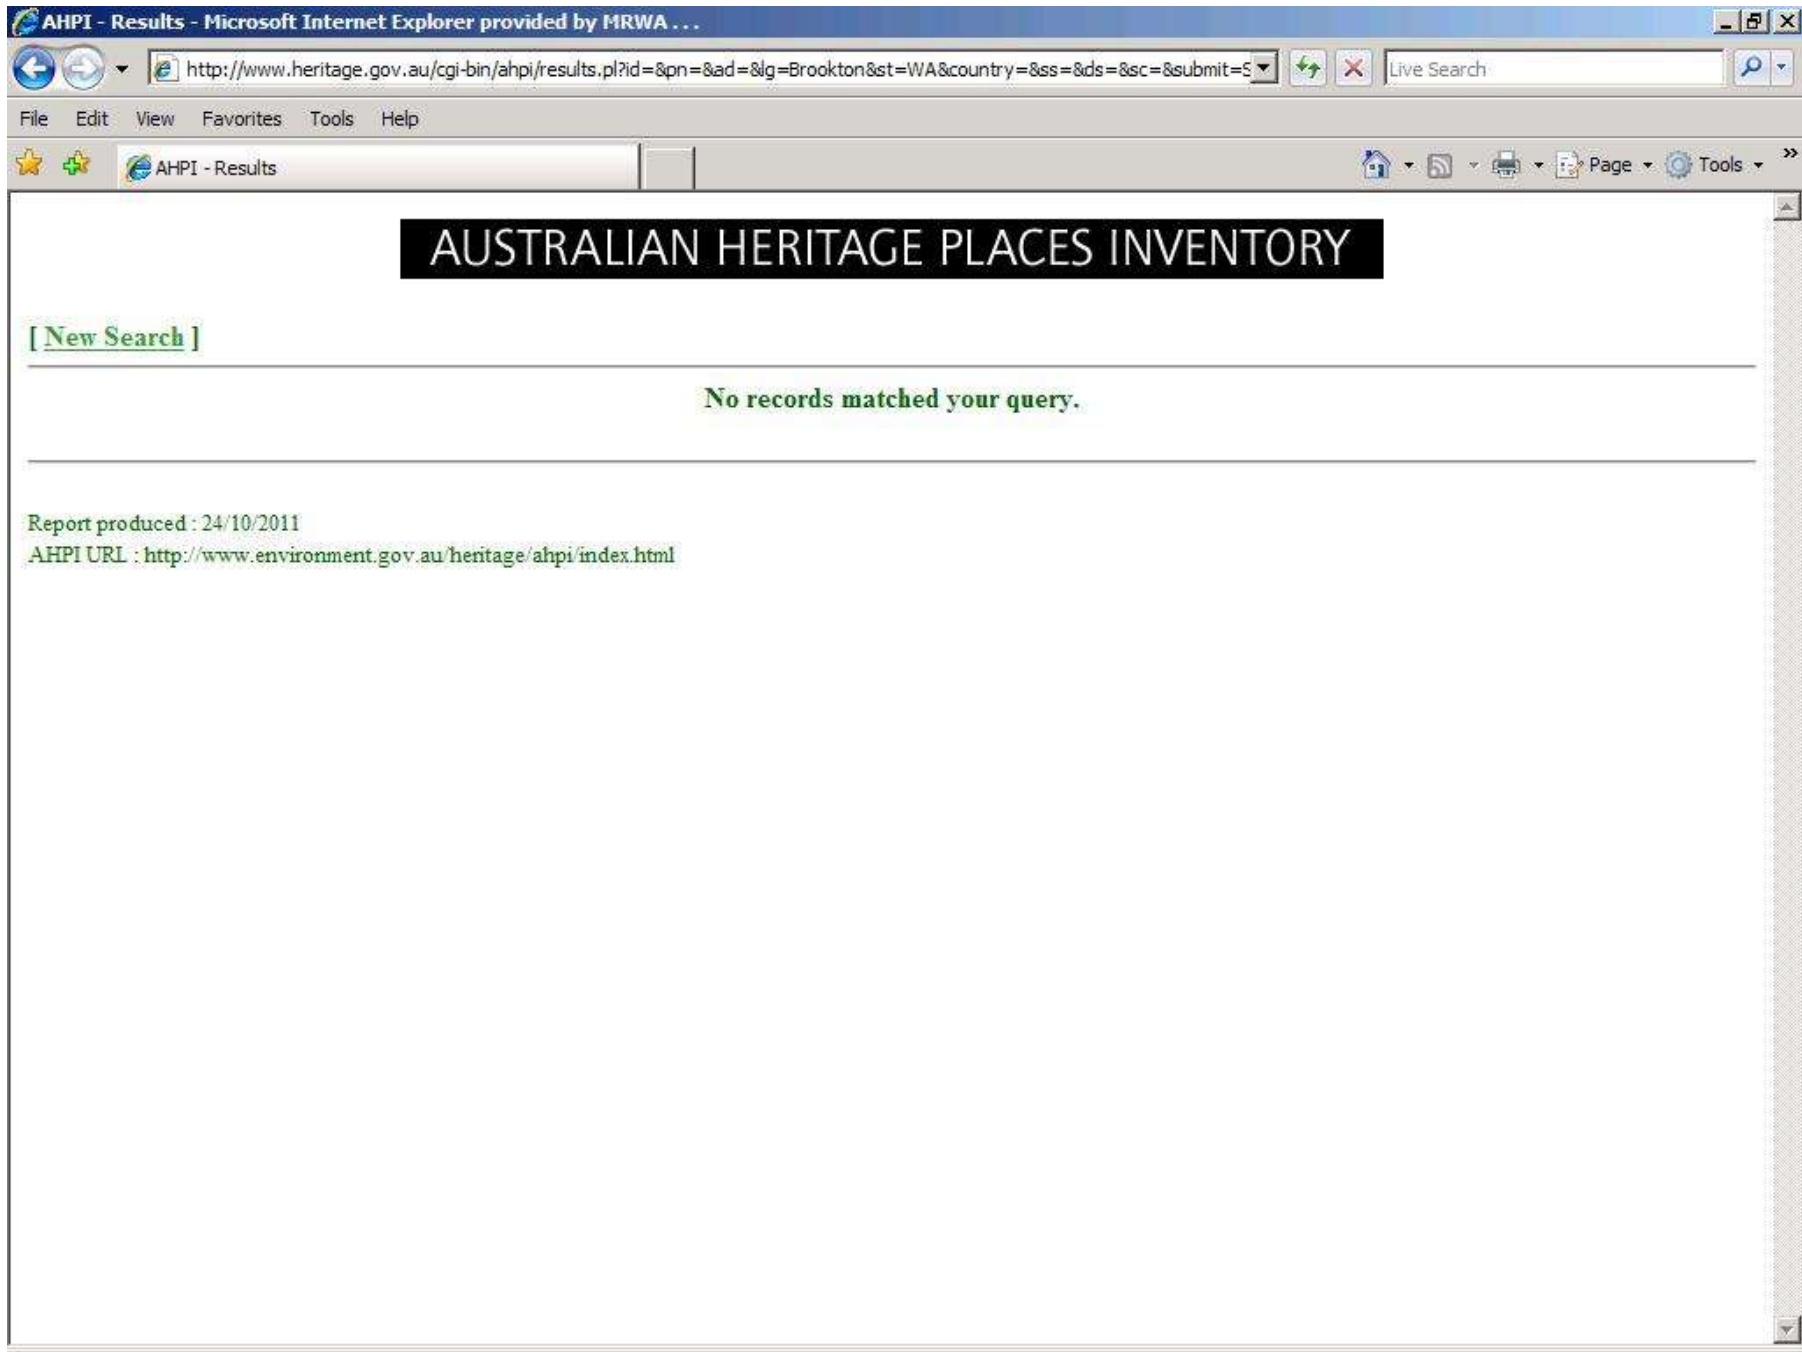 AHPI - Results - Microsoft Internet Explorer provided by MRWA . . .
http://www.heritage.gov.au/cgi-bin/ahpi/results.pl?id=&pn=&ad=&lg=Brookton&st=WA&country=&ss=&ds=&sc=&submit=S Live Search
File Edit View Favorites Tools Help
AHPI - Results Page Tools »
AUSTRALIAN HERITAGE PLACES INVENTORY
[ New Search ]
No records matched your query.
Report produced : 24/10/2011
AHPI URL : http://www.environment.gov.au/heritage/ahpi/index.html